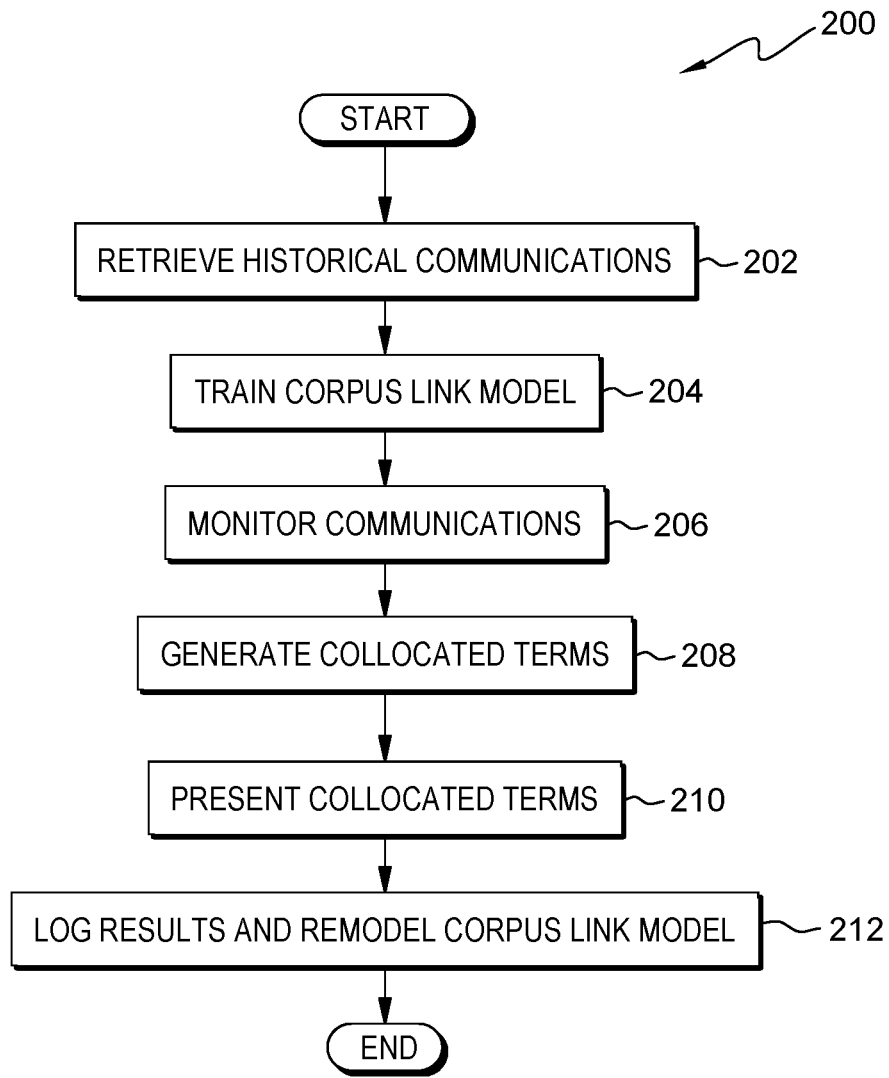 200
START
RETRIEVE HISTORICAL COMMUNICATIONS 202
TRAIN CORPUS LINK MODEL 204
MONITOR COMMUNICATIONS 206
GENERATE COLLOCATED TERMS 208
PRESENT COLLOCATED TERMS 210
LOG RESULTS AND REMODEL CORPUS LINK MODEL 212
END